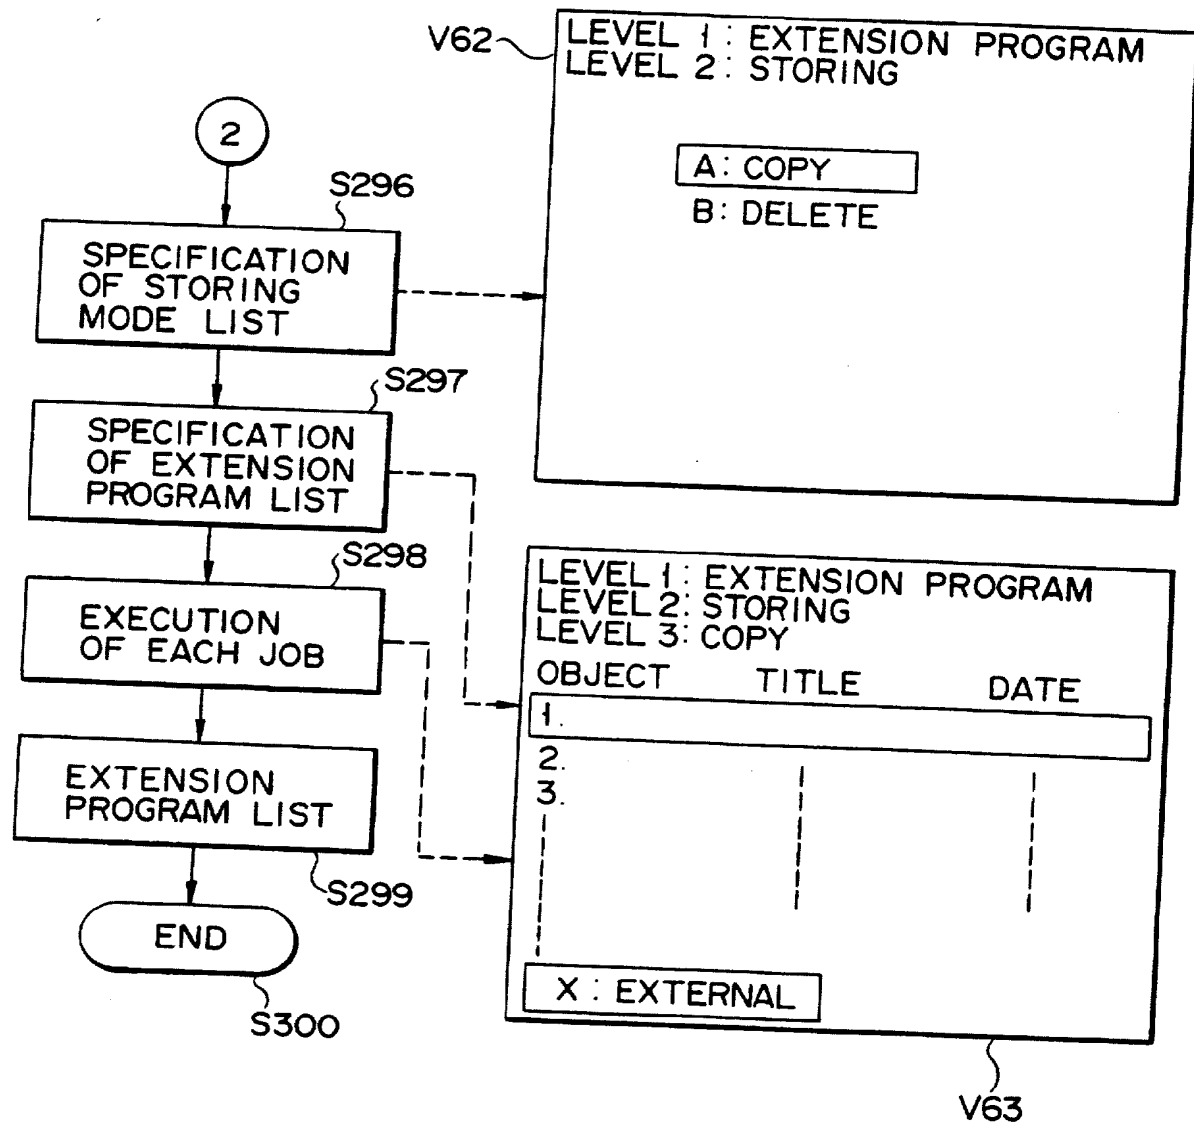 2
S296
SPECIFICATION
OF STORING
MODE LIST
S297
SPECIFICATION
OF EXTENSION
PROGRAM LIST
S298
EXECUTION
OF EACH JOB
EXTENSION
PROGRAM LIST
S299
END
S300
V62
LEVEL 1 : EXTENSION PROGRAM
LEVEL 2 : STORING
A : COPY
B : DELETE
LEVEL 1 : EXTENSION PROGRAM
LEVEL 2 : STORING
LEVEL 3 : COPY
OBJECT TITLE DATE
1.
2.
3.
X : EXTERNAL
V63